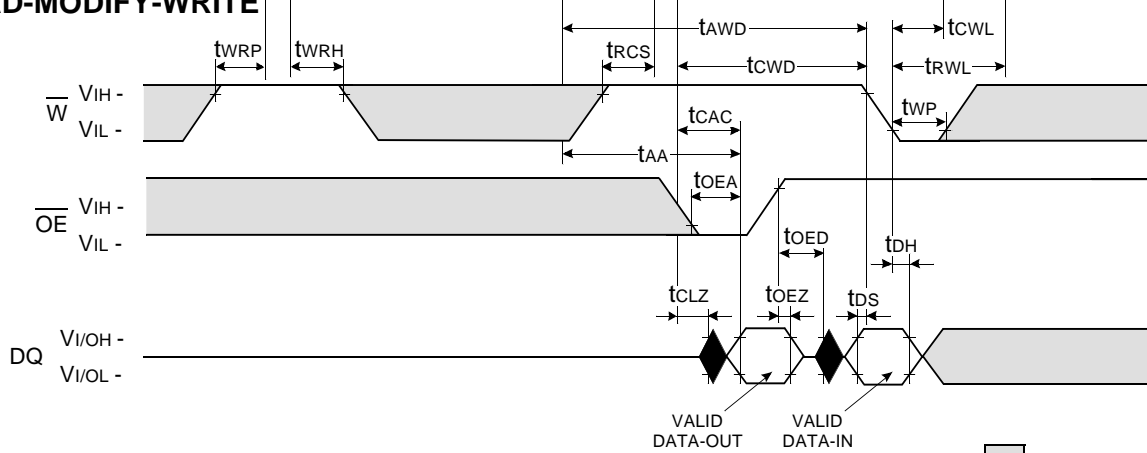 AD-MODIFY-WRITE
tAWD
tCWL
tWRP
tWRH
tRCS
tCWD
tRWL
W
VIH -
VIL -
tWP
tCAC
tAA
tOEA
OE
VIH -
VIL -
tOED
tDH
tCLZ
tOEZ
tDS
DQ
VI/OH -
VI/OL -
VALID
DATA-OUT
VALID
DATA-IN